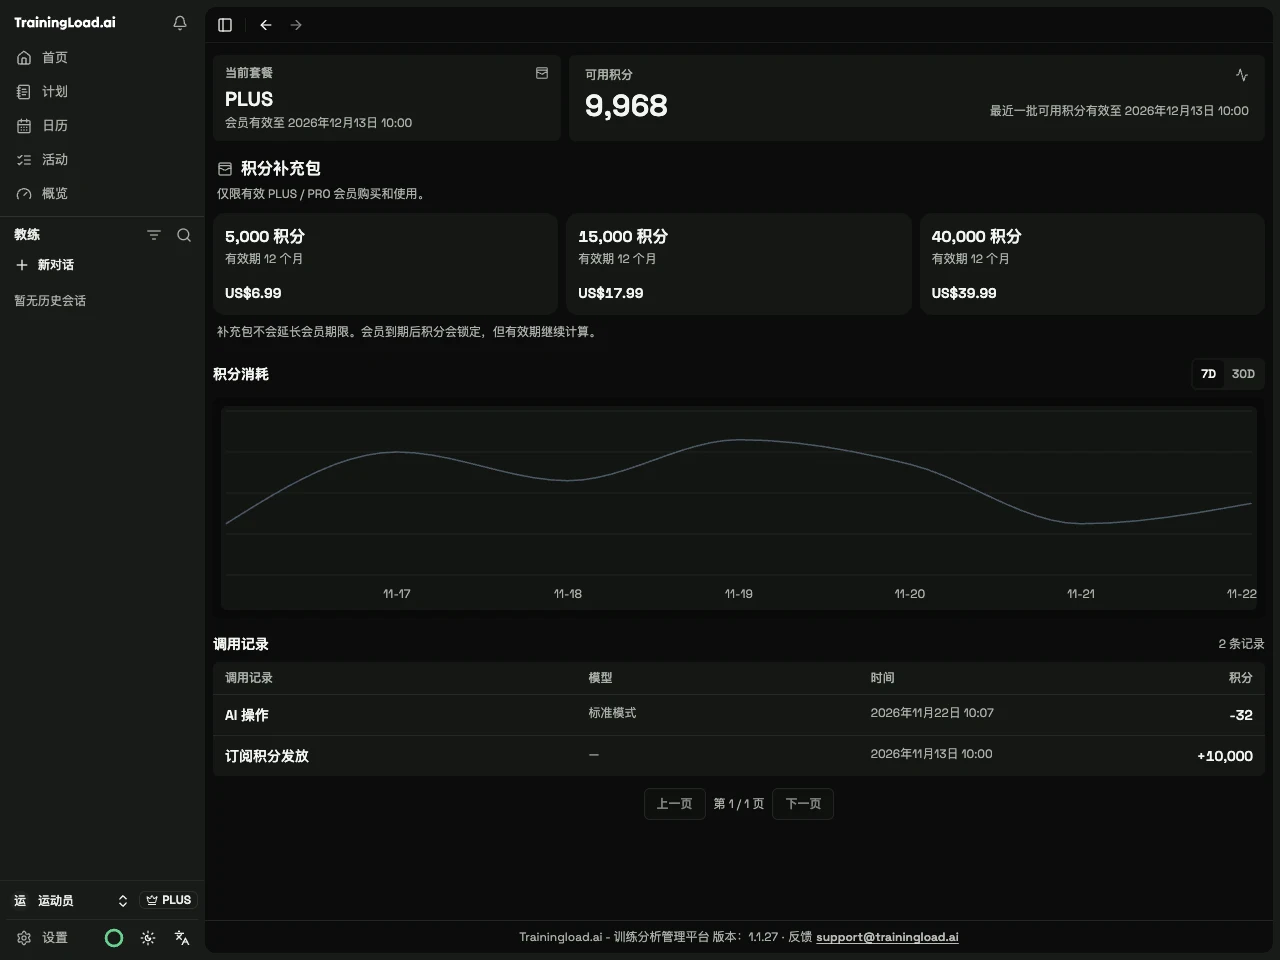 TrainingLoad.ai
首页
计划
日历
活动
概览
教练
新对话
暂无历史会话
运 运动员 PLUS
设置
当前套餐
PLUS
会员有效至 2026年12月13日 10:00
可用积分
9,968
最近一批可用积分有效至 2026年12月13日 10:00
积分补充包
仅限有效 PLUS / PRO 会员购买和使用。
5,000 积分
有效期 12 个月
US$6.99
15,000 积分
有效期 12 个月
US$17.99
40,000 积分
有效期 12 个月
US$39.99
补充包不会延长会员期限。会员到期后积分会锁定，但有效期继续计算。
积分消耗
7D 30D
11-17 11-18 11-19 11-20 11-21 11-22
调用记录
2 条记录
调用记录 模型 时间 积分
AI 操作 标准模式 2026年11月22日 10:07 -32
订阅积分发放 — 2026年11月13日 10:00 +10,000
上一页 第 1 / 1 页 下一页
Trainingload.ai - 训练分析管理平台 版本： 1.1.27 · 反馈 support@trainingload.ai